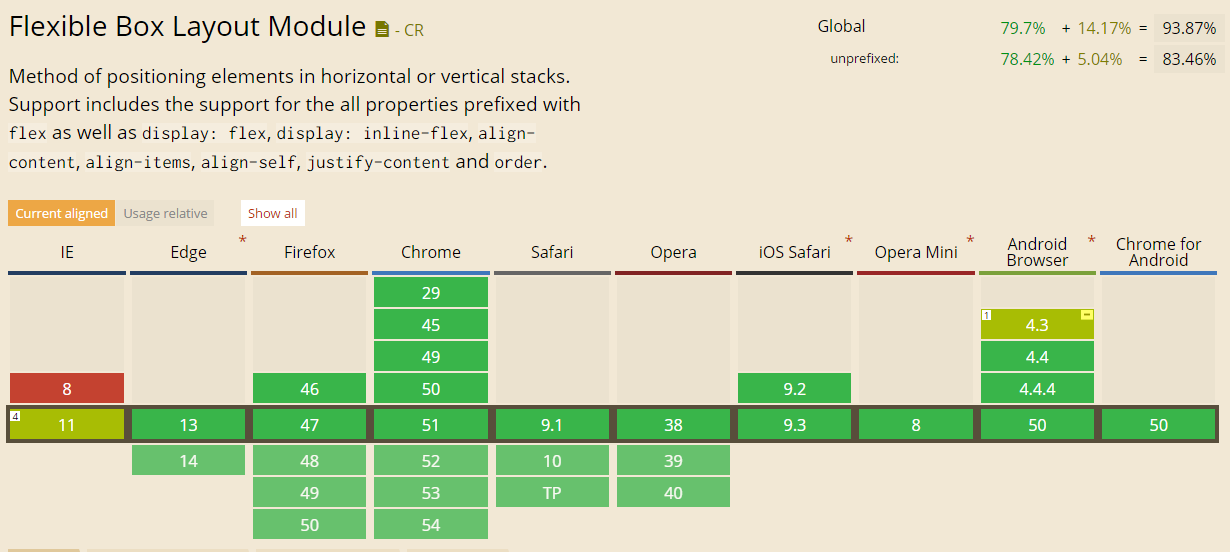 Flexible Box Layout Module - CR
Global 79.7% + 14.17% = 93.87%
unprefixed: 78.42% + 5.04% = 83.46%
Method of positioning elements in horizontal or vertical stacks.
Support includes the support for the all properties prefixed with
flex as well as display: flex, display: inline-flex, align-
content, align-items, align-self, justify-content and order.
Current aligned Usage relative Show all
IE Edge * Firefox Chrome Safari Opera iOS Safari * Opera Mini * Android Browser * Chrome for Android
29
45 1 4.3 -
49 4.4
8 46 50 9.2 4.4.4
4 11 13 47 51 9.1 38 9.3 8 50 50
14 48 52 10 39
49 53 TP 40
50 54